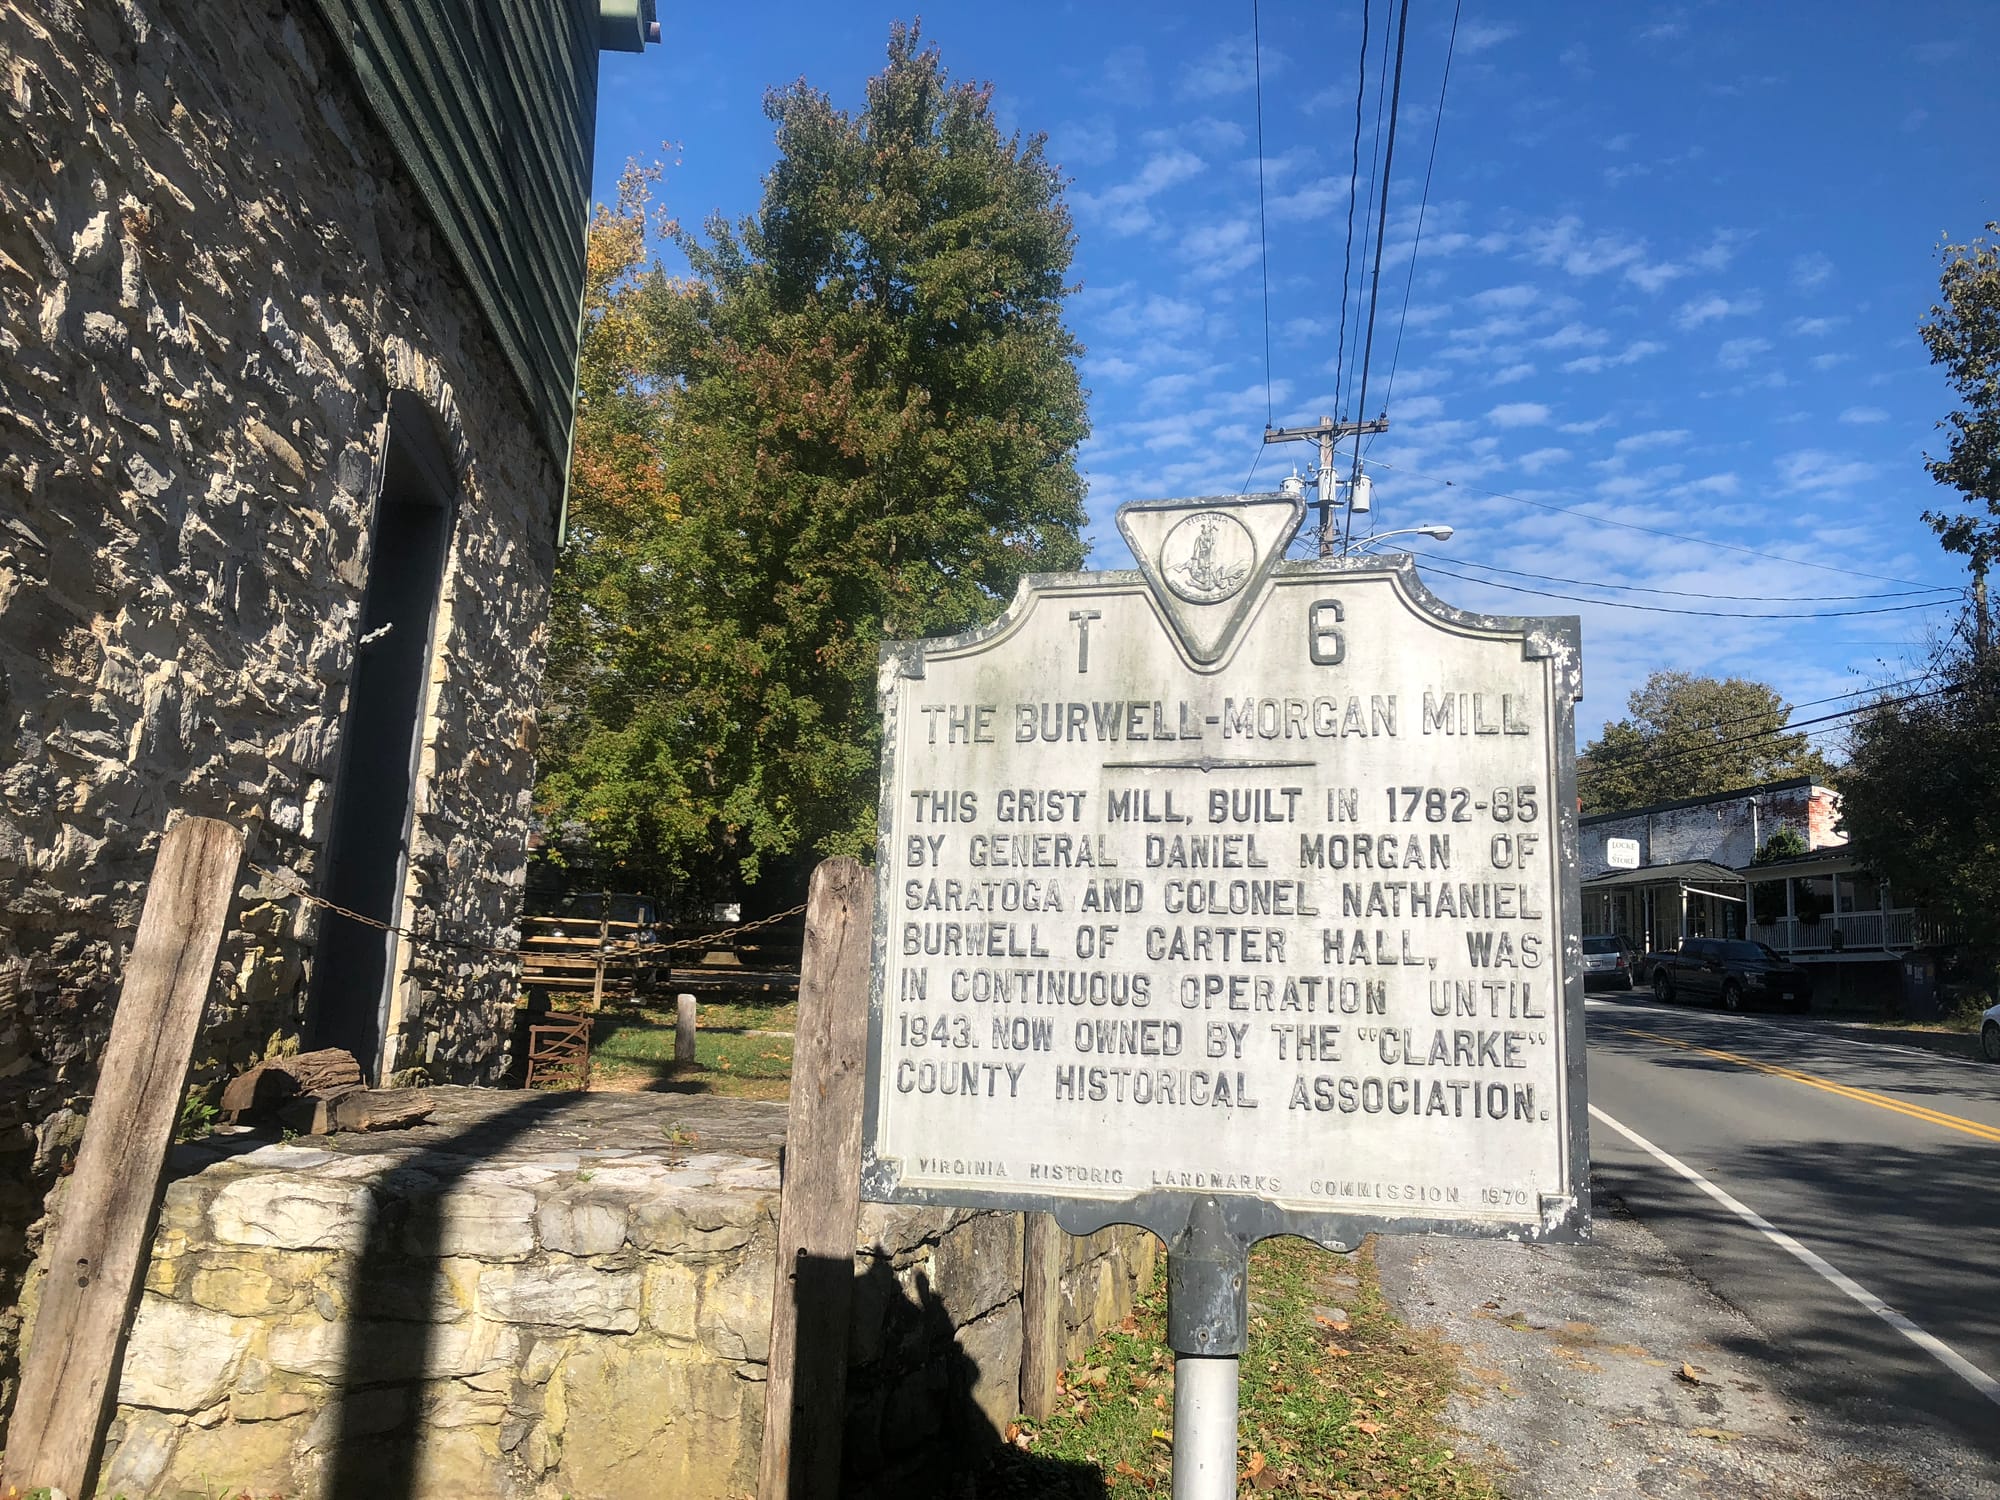 VIRGINIA
T 6
THE BURWELL-MORGAN MILL
THIS GRIST MILL, BUILT IN 1782-85
BY GENERAL DANIEL MORGAN OF
SARATOGA AND COLONEL NATHANIEL
BURWELL OF CARTER HALL, WAS
IN CONTINUOUS OPERATION UNTIL
1943. NOW OWNED BY THE "CLARKE"
COUNTY HISTORICAL ASSOCIATION.
VIRGINIA HISTORIC LANDMARKS COMMISSION 1970
LOCKE
STORE